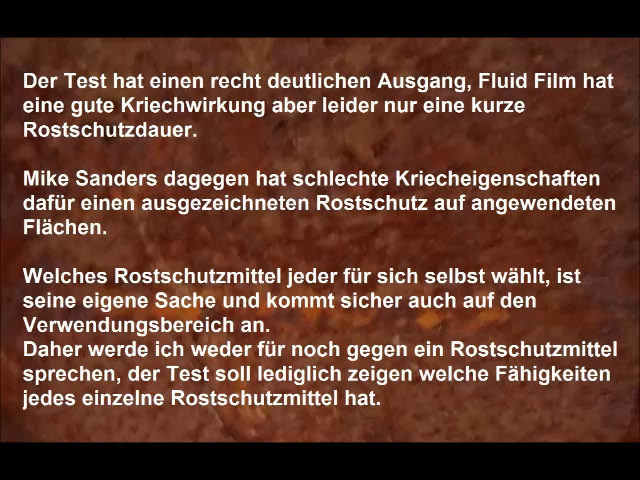 Der Test hat einen recht deutlichen Ausgang, Fluid Film hat
eine gute Kriechwirkung aber leider nur eine kurze
Rostschutzdauer.
Mike Sanders dagegen hat schlechte Kriecheigenschaften
dafür einen ausgezeichneten Rostschutz auf angewendeten
Flächen.
Welches Rostschutzmittel jeder für sich selbst wählt, ist
seine eigene Sache und kommt sicher auch auf den
Verwendungsbereich an.
Daher werde ich weder für noch gegen ein Rostschutzmittel
sprechen, der Test soll lediglich zeigen welche Fähigkeiten
jedes einzelne Rostschutzmittel hat.